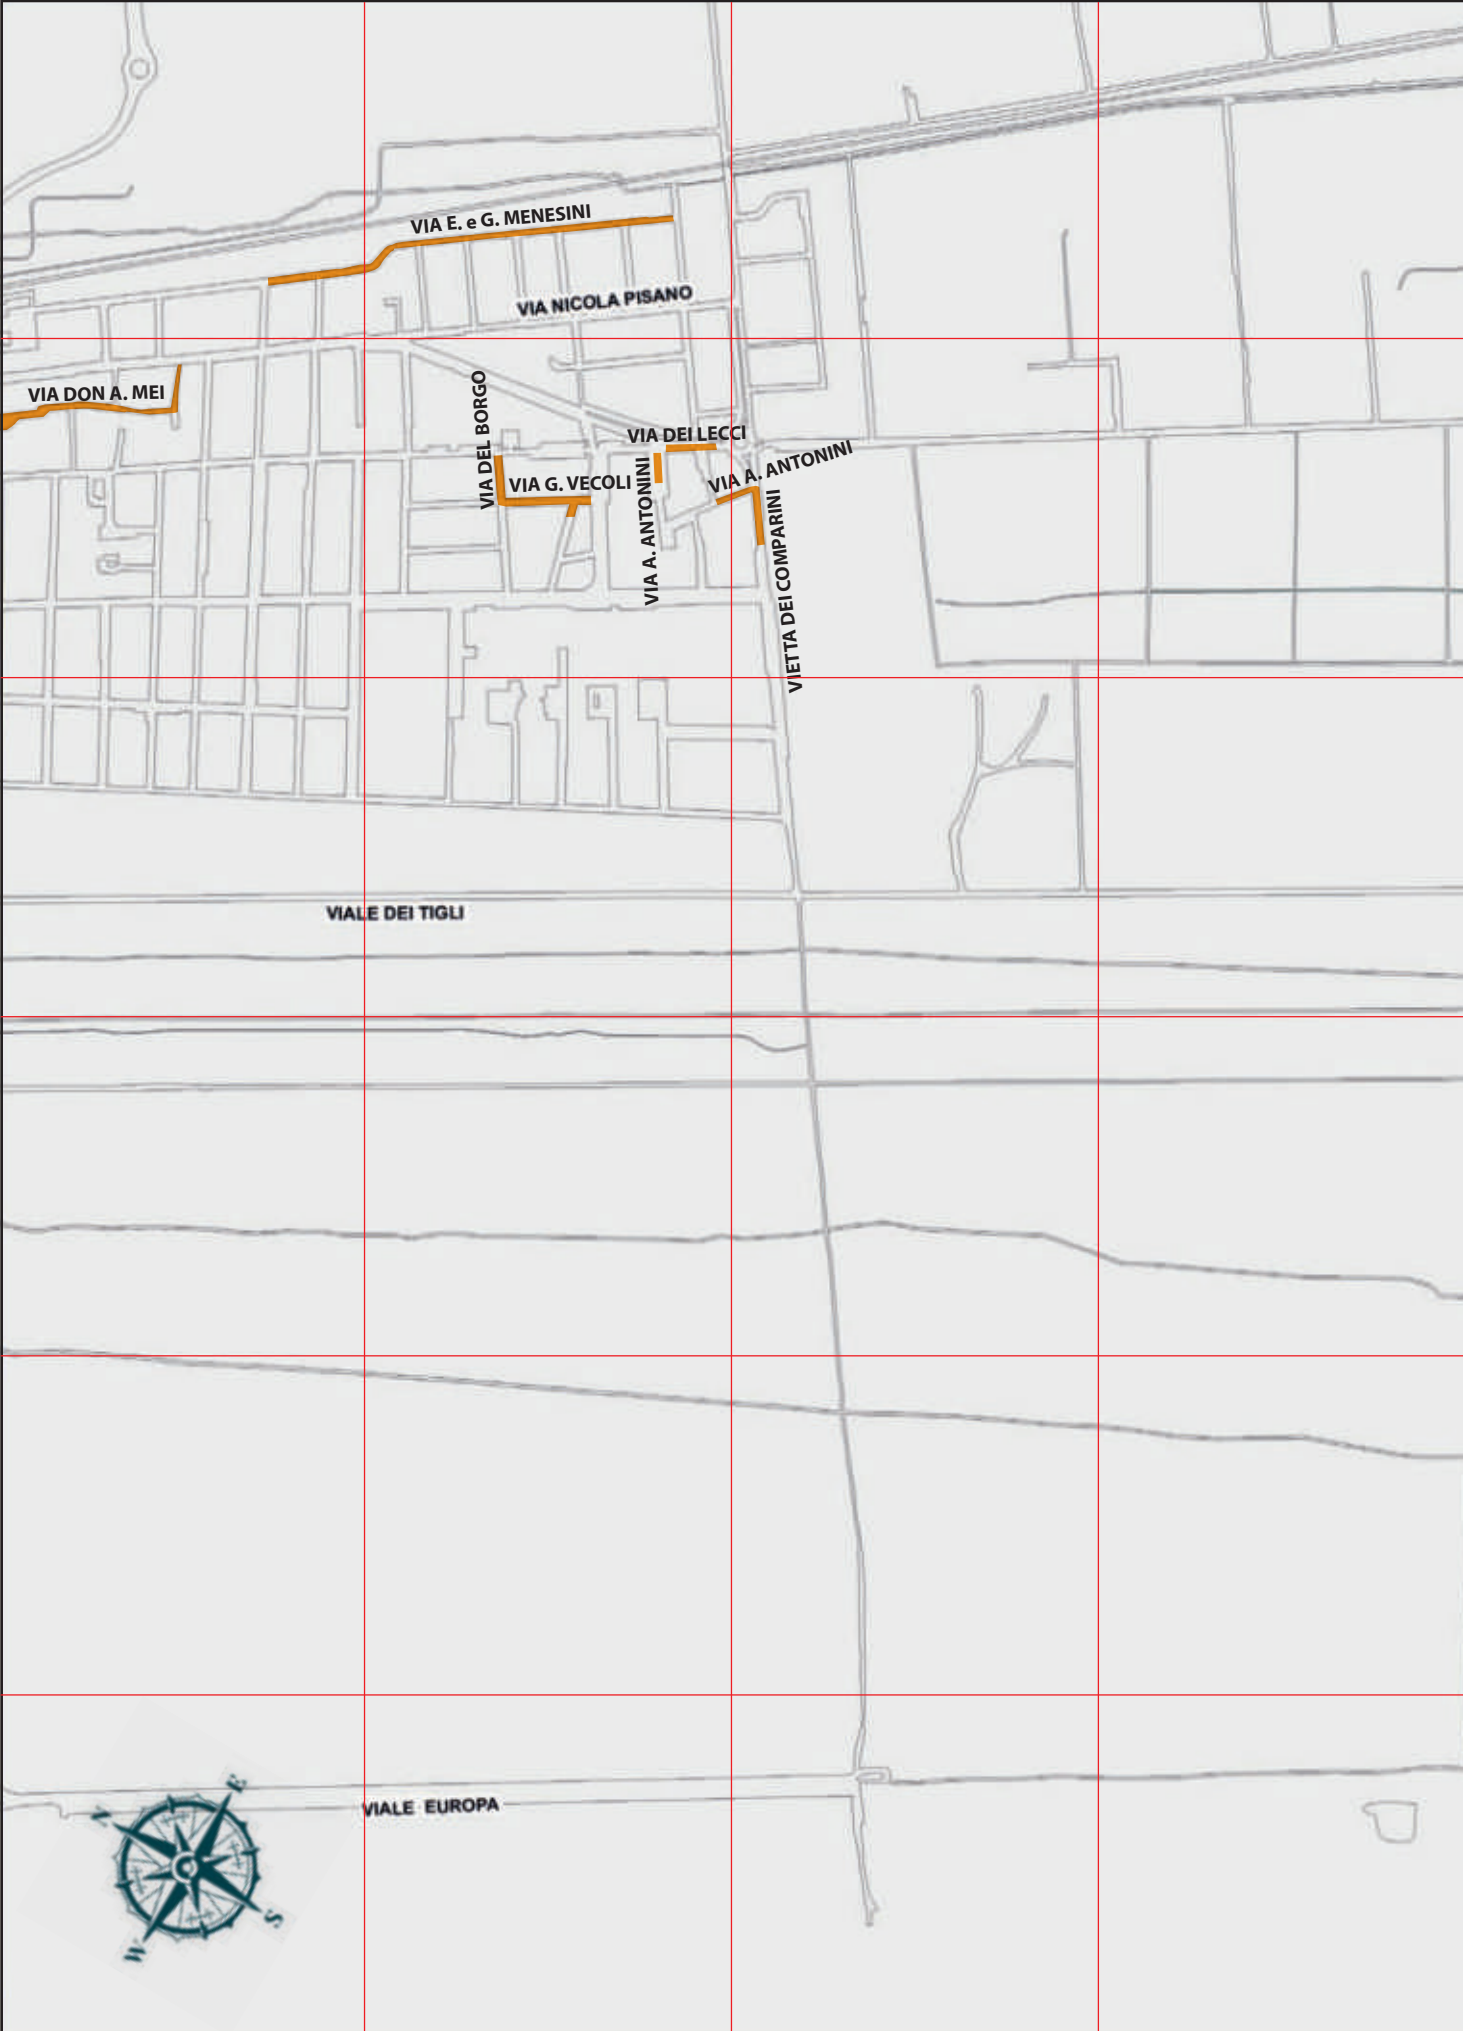 VIA E. e G. MENESINI
VIA NICOLA PISANO
VIA DON A. MEI
VIA DEL BORGO
VIA DEI LECCI
VIA G. VECOLI
VIA A. ANTONINI
VIA A. ANTONINI
VIETTA DEI COMPARINI
VIALE DEI TIGLI
VIALE EUROPA
N
E
S
W